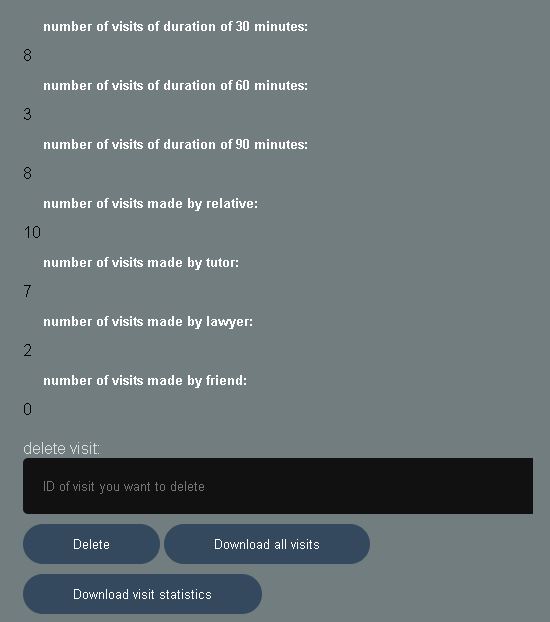 number of visits of duration of 30 minutes:
8
number of visits of duration of 60 minutes:
3
number of visits of duration of 90 minutes:
8
number of visits made by relative:
10
number of visits made by tutor:
7
number of visits made by lawyer:
2
number of visits made by friend:
0
delete visit:
ID of visit you want to delete
Delete
Download all visits
Download visit statistics